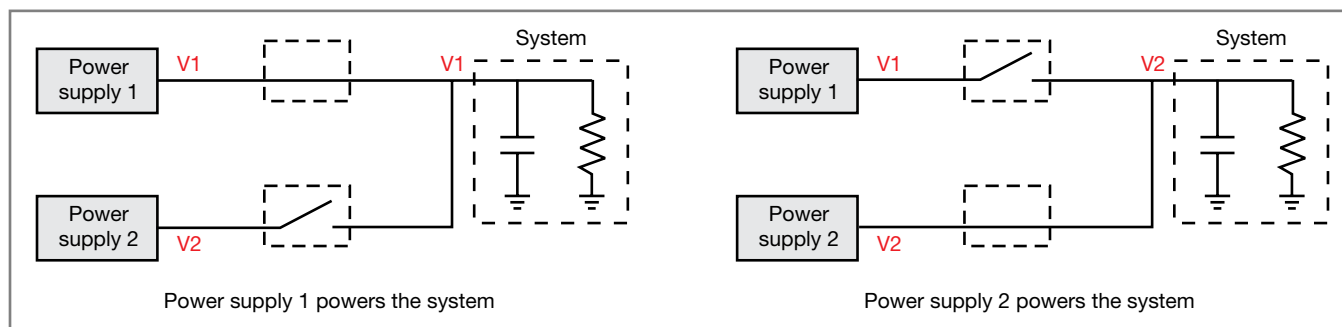 System
Power
supply 1
V1
V1
Power
supply 2
V2
Power supply 1 powers the system
System
Power
supply 1
V1
V2
Power
supply 2
V2
Power supply 2 powers the system